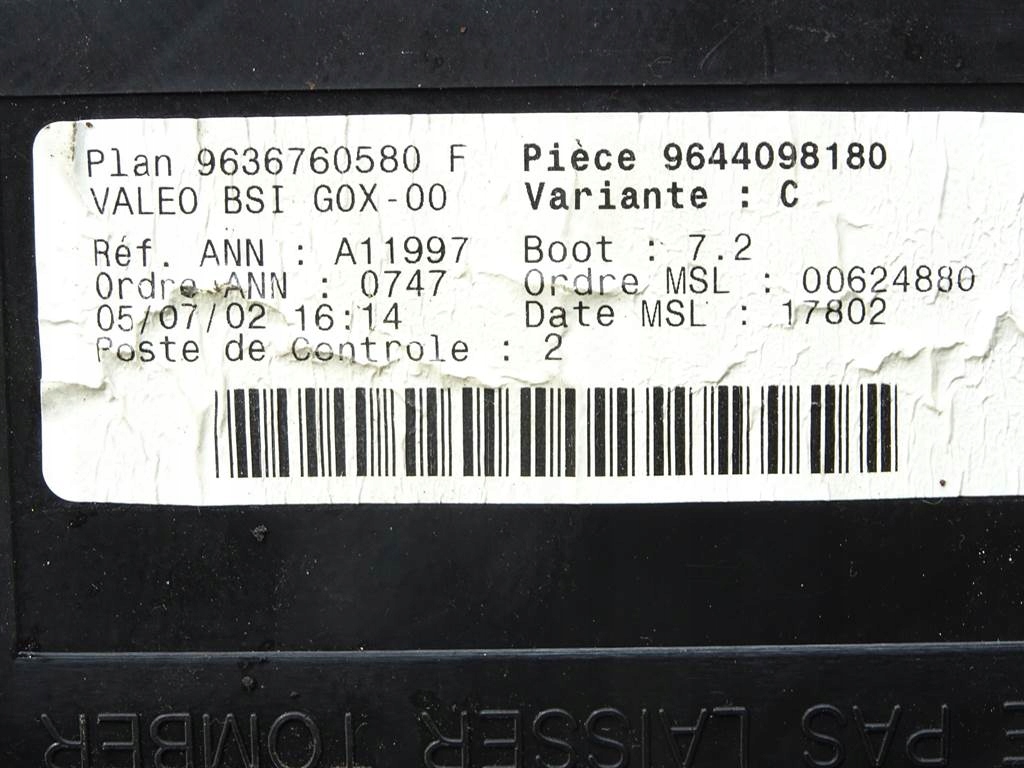 Plan 9636760580 F Pièce 9644098180
VALEO BSI G0X-00 Variante : C
Réf. ANN : A11997 Boot : 7.2
Ordre ANN : 0747 Ordre MSL : 00624880
05/07/02 16:14 Date MSL : 17802
Poste de Controle : 2
E PAS LAISSER TOMBER